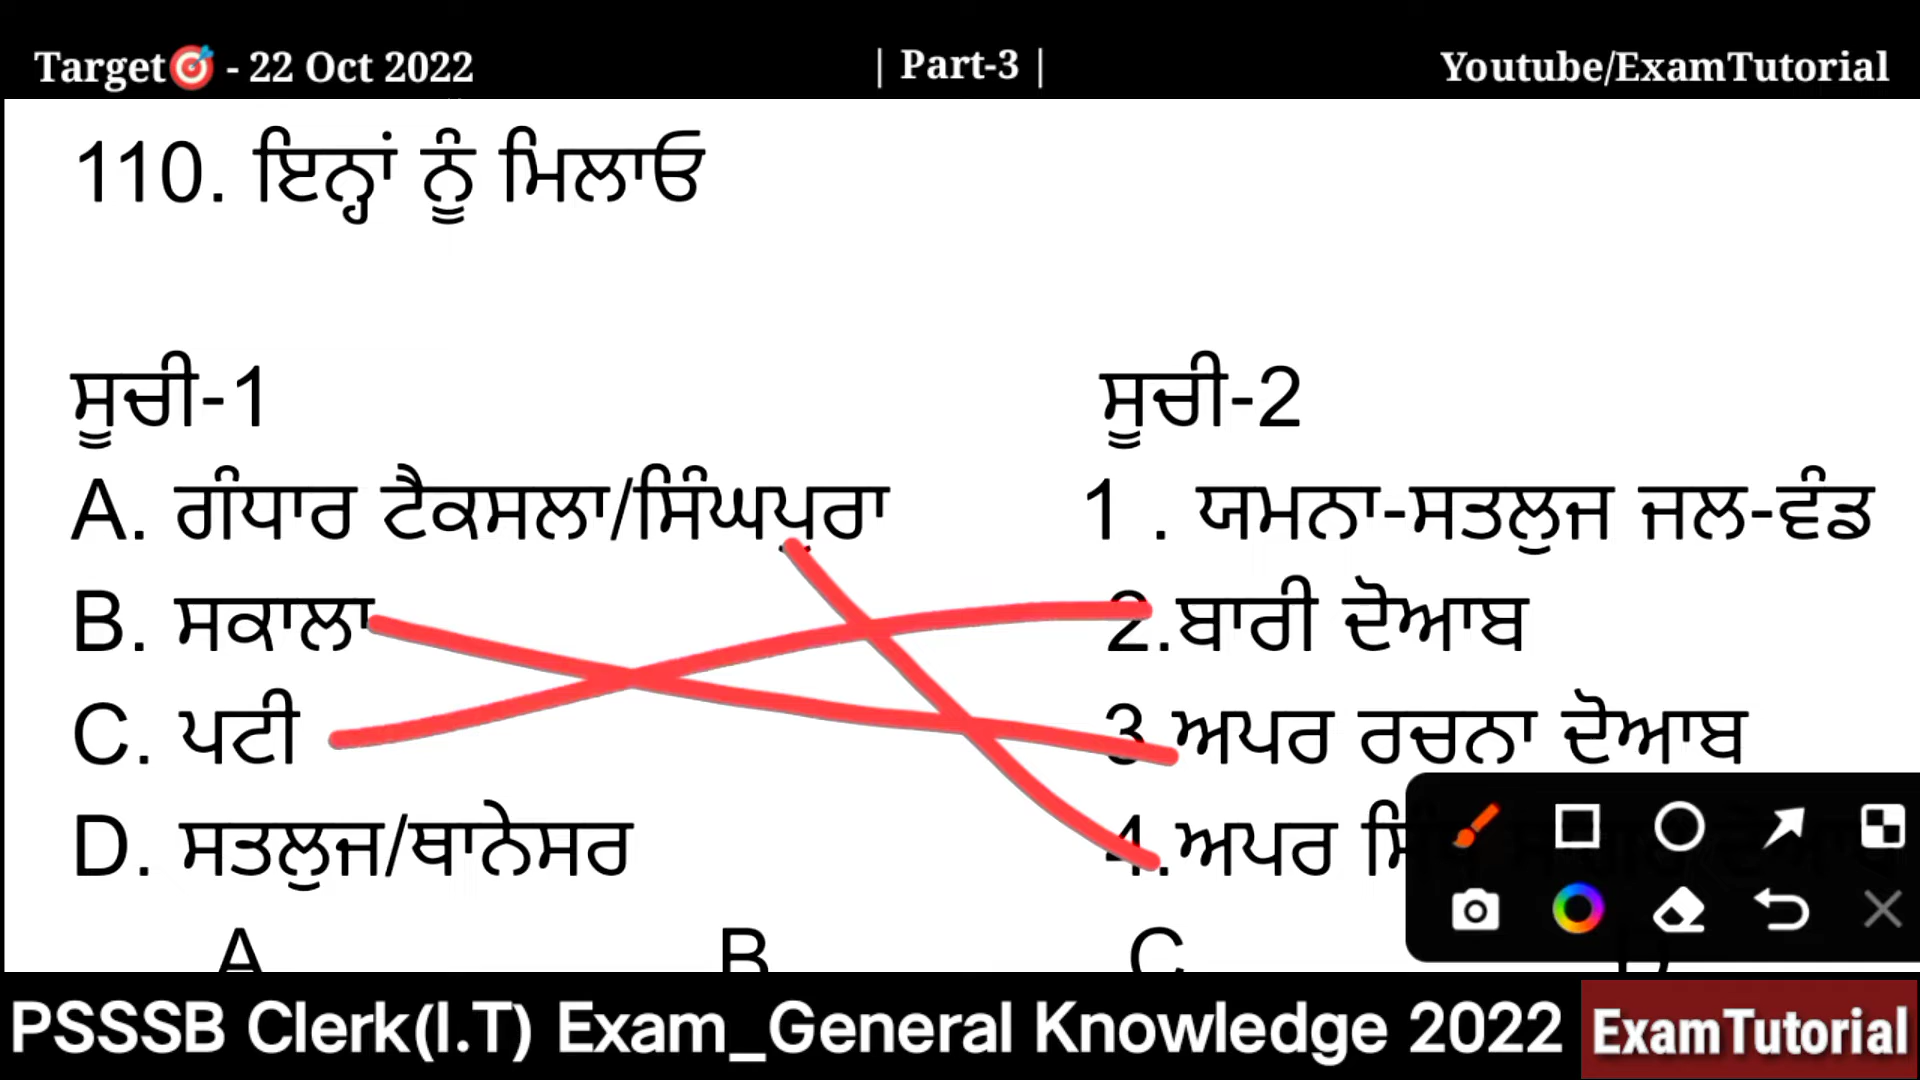 Target🎯 - 22 Oct 2022 | Part-3 | Youtube/ExamTutorial
110. ਇਨ੍ਹਾਂ ਨੂੰ ਮਿਲਾਓ
ਸੂਚੀ-1 ਸੂਚੀ-2
A. ਗੰਧਾਰ ਟੈਕਸਲਾ/ਸਿੰਘਪੁਰਾ 1 . ਯਮਨਾ-ਸਤਲੁਜ ਜਲ-ਵੰਡ
B. ਸਕਾਲਾ 2.ਬਾਰੀ ਦੋਆਬ
C. ਪਟੀ 3.ਅਪਰ ਰਚਨਾ ਦੋਆਬ
D. ਸਤਲੁਜ/ਥਾਨੇਸਰ 4.ਅਪਰ
A B C D
PSSSB Clerk(I.T) Exam_General Knowledge 2022 ExamTutorial